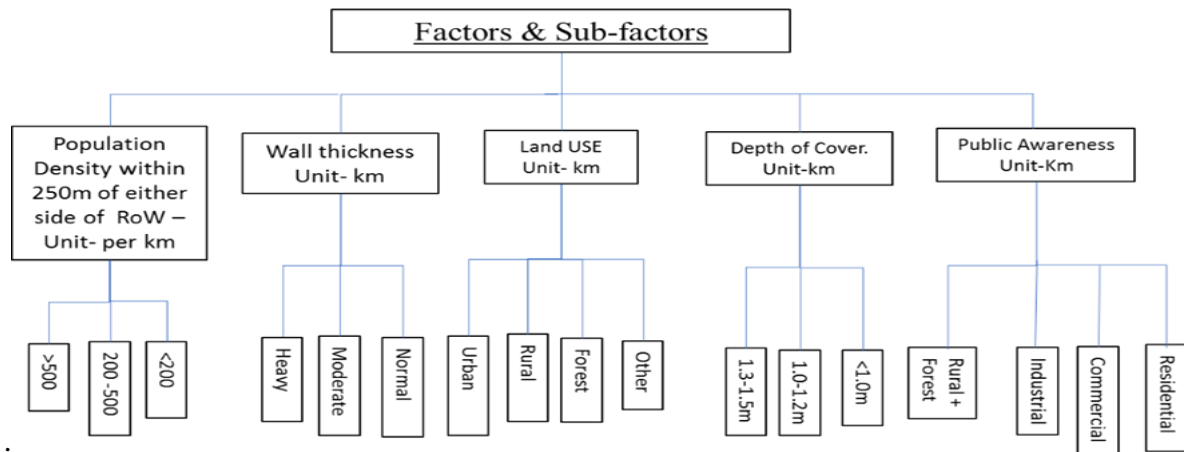 Factors & Sub-factors
Population
Density within
250m of either
side of RoW –
Unit- per km
Wall thickness
Unit- km
Land USE
Unit- km
Depth of Cover.
Unit-km
Public Awareness
Unit-Km
>500
200 -500
<200
Heavy
Moderate
Normal
Urban
Rural
Forest
Other
1.3-1.5m
1.0-1.2m
<1.0m
Rural +
Forest
Industrial
Commercial
Residential
.